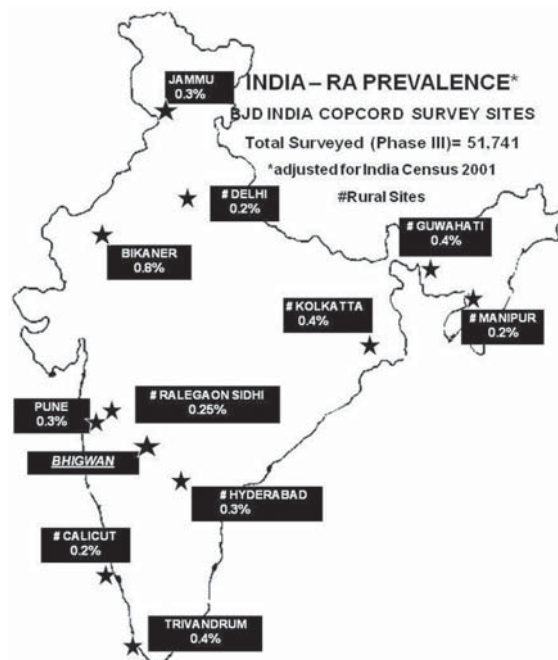 JAMMU
0.3%
INDIA – RA PREVALENCE*
BJD INDIA COPCORD SURVEY SITES
Total Surveyed (Phase III)= 51,741
*adjusted for India Census 2001
#Rural Sites
# DELHI
0.2%
# GUWAHATI
0.4%
BIKANER
0.8%
# KOLKATTA
0.4%
# MANIPUR
0.2%
# RALEGAON SIDHI
0.25%
PUNE
0.3%
BHIGWAN
# HYDERABAD
0.3%
# CALICUT
0.2%
TRIVANDRUM
0.4%